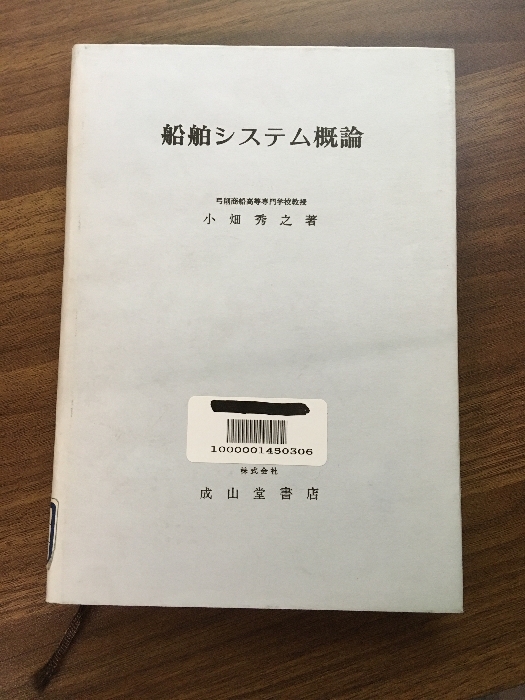 船舶システム概論
弓削商船高等専門学校教授
小畑秀之著
1000001450306
株式会社
成山堂書店